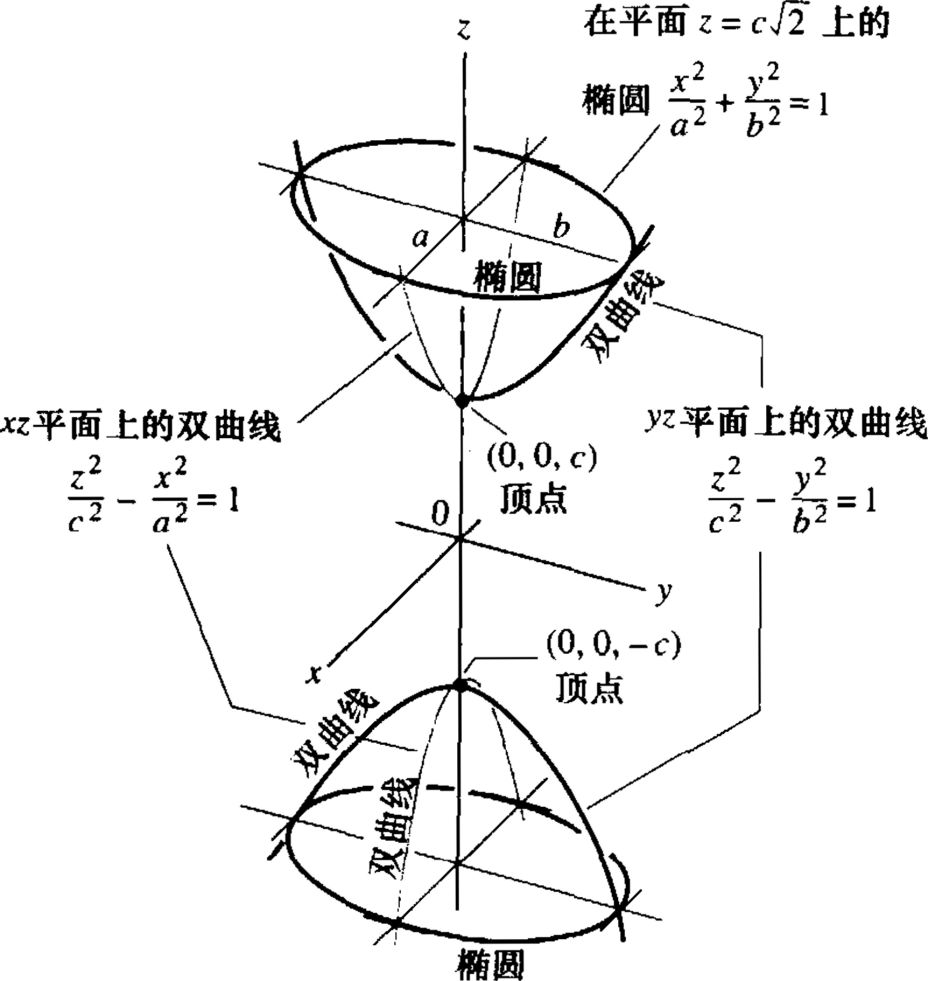 z
在平面 z = c√2 上的
椭圆 x²/a² + y²/b² = 1
a
b
椭圆
双曲线
xz平面上的双曲线
z²/c² - x²/a² = 1
yz平面上的双曲线
z²/c² - y²/b² = 1
(0, 0, c)
顶点
0
y
x
(0, 0, -c)
顶点
双曲线
双曲线
椭圆